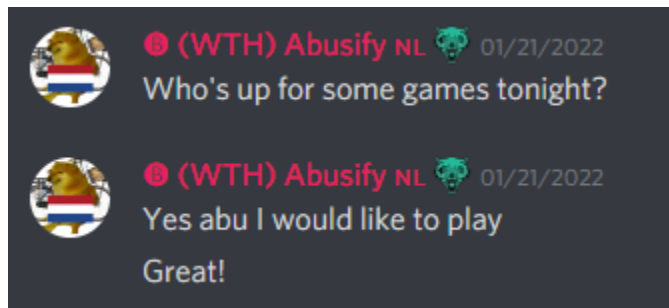 🅑 (WTH) Abusify NL 01/21/2022
Who's up for some games tonight?
🅑 (WTH) Abusify NL 01/21/2022
Yes abu I would like to play
Great!